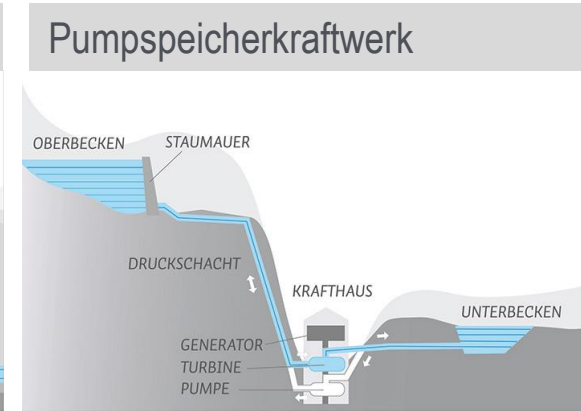 Pumpspeicherkraftwerk
OBERBECKEN
STAUMAUER
DRUCKSCHACHT
KRAFTHAUS
UNTERBECKEN
GENERATOR
TURBINE
PUMPE